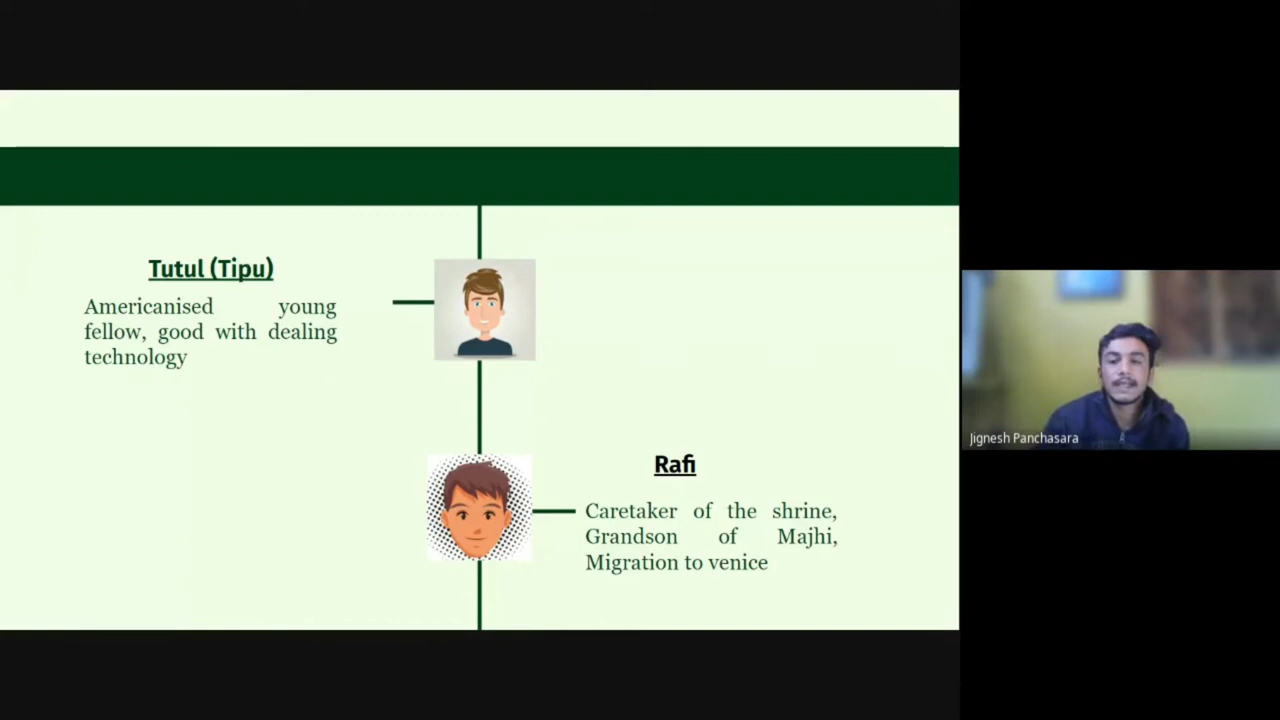 Tutul (Tipu)
Americanised young
fellow, good with dealing
technology
Rafi
Caretaker of the shrine,
Grandson of Majhi,
Migration to venice
Jignesh Panchasara